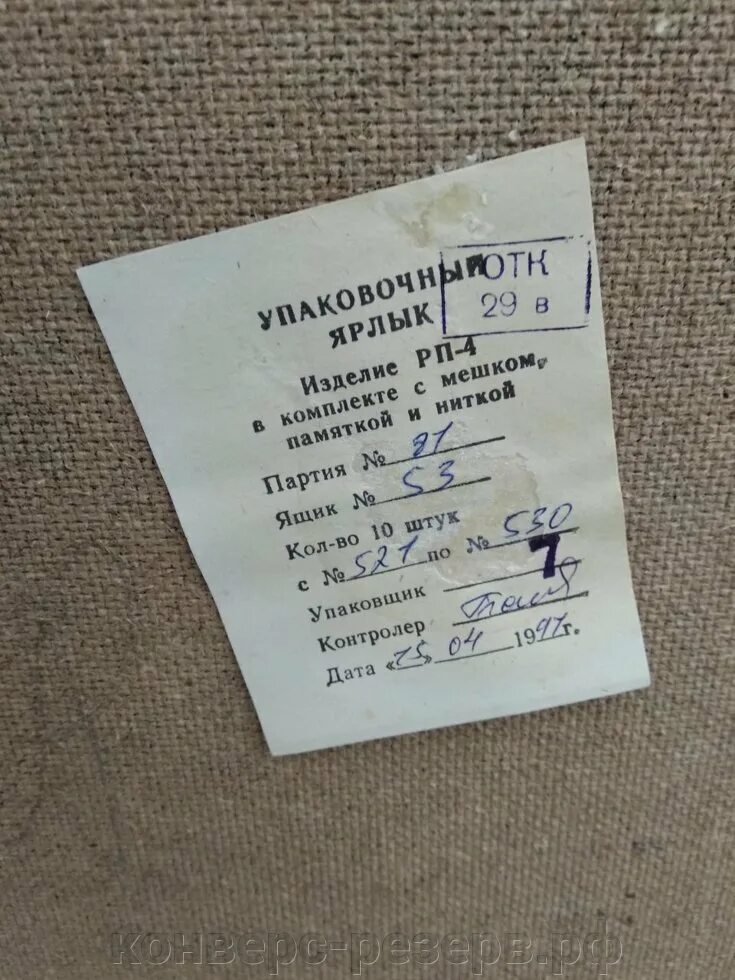 УПАКОВОЧНЫЙ
ОТК
29 в
ЯРЛЫК
Изделие РП-4
в комплекте с мешком,
памяткой и ниткой
Партия № 81
Ящик № 53
Кол-во 10 штук
с № 521 по № 530
Упаковщик 7
Контролер
Дата «25» 04 1991г.
конверс-резерв.рф